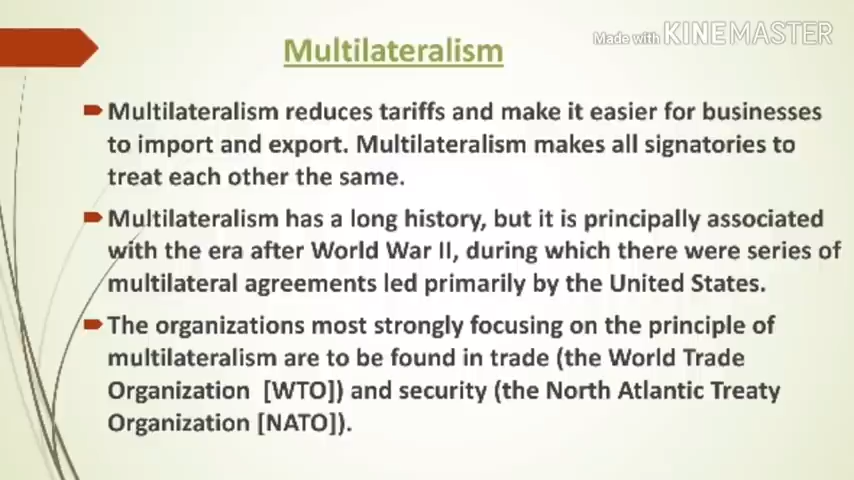 Multilateralism
Made with KINEMASTER
Multilateralism reduces tariffs and make it easier for businesses
to import and export. Multilateralism makes all signatories to
treat each other the same.
Multilateralism has a long history, but it is principally associated
with the era after World War II, during which there were series of
multilateral agreements led primarily by the United States.
The organizations most strongly focusing on the principle of
multilateralism are to be found in trade (the World Trade
Organization [WTO]) and security (the North Atlantic Treaty
Organization [NATO]).